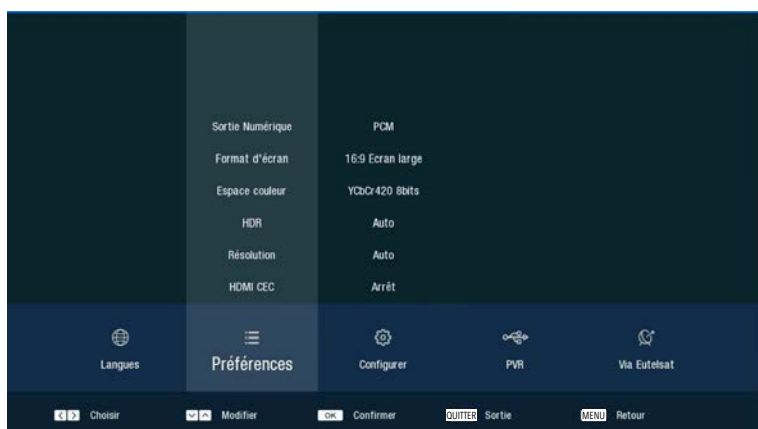 Sortie Numérique PCM
Format d'écran 16:9 Ecran large
Espace couleur YCbCr420 8bits
HDR Auto
Résolution Auto
HDMI CEC Arrêt
Langues Préférences Configurer PVR Via Eutelsat
< > Choisir Modifier OK Confirmer QUITTER Sortie MENU Retour